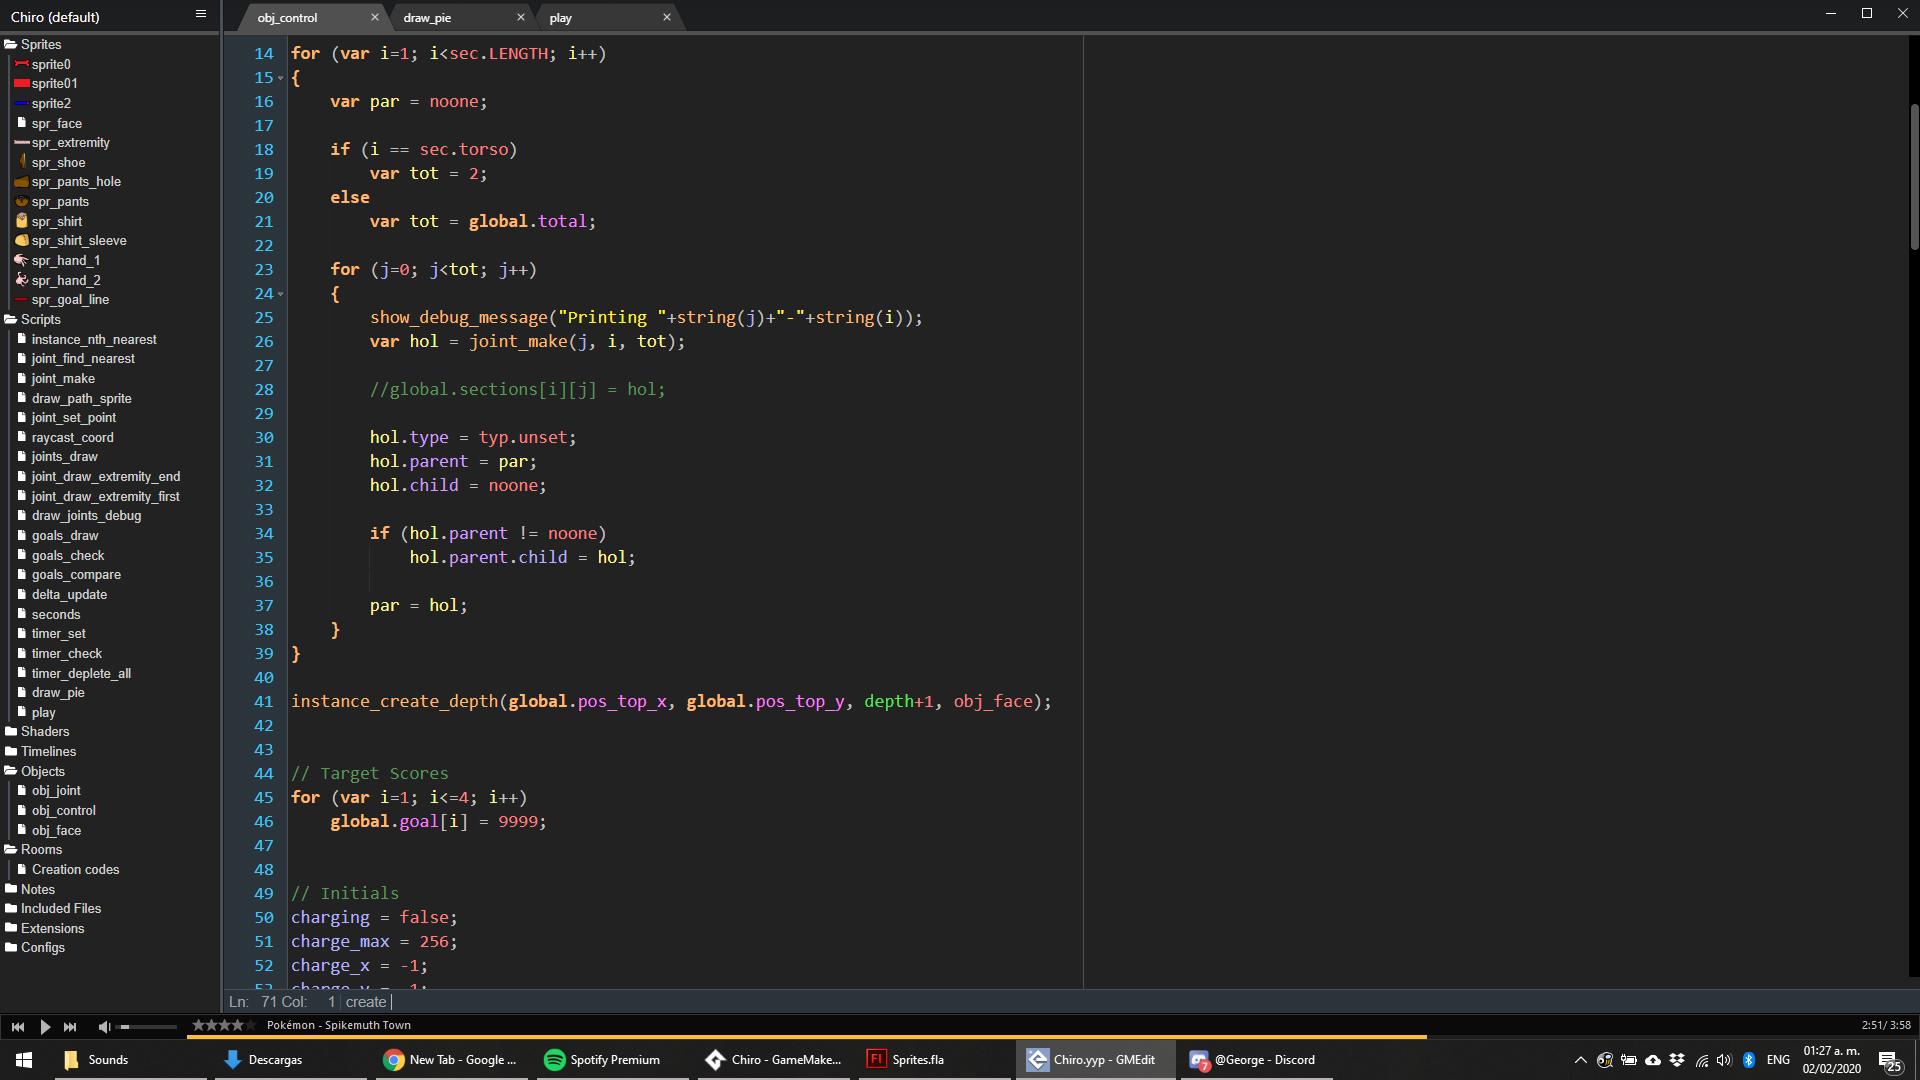 Chiro (default)
obj_control
draw_pie
play
Sprites
sprite0
sprite01
sprite2
spr_face
spr_extremity
spr_shoe
spr_pants_hole
spr_pants
spr_shirt
spr_shirt_sleeve
spr_hand_1
spr_hand_2
spr_goal_line
Scripts
instance_nth_nearest
joint_find_nearest
joint_make
draw_path_sprite
joint_set_point
raycast_coord
joints_draw
joint_draw_extremity_end
joint_draw_extremity_first
draw_joints_debug
goals_draw
goals_check
goals_compare
delta_update
seconds
timer_set
timer_check
timer_deplete_all
draw_pie
play
Shaders
Timelines
Objects
obj_joint
obj_control
obj_face
Rooms
Creation codes
Notes
Included Files
Extensions
Configs
14 for (var i=1; i<sec.LENGTH; i++)
15 {
16 var par = noone;
17
18 if (i == sec.torso)
19 var tot = 2;
20 else
21 var tot = global.total;
22
23 for (j=0; j<tot; j++)
24 {
25 show_debug_message("Printing "+string(j)+"-"+string(i));
26 var hol = joint_make(j, i, tot);
27
28 //global.sections[i][j] = hol;
29
30 hol.type = typ.unset;
31 hol.parent = par;
32 hol.child = noone;
33
34 if (hol.parent != noone)
35 hol.parent.child = hol;
36
37 par = hol;
38 }
39 }
40
41 instance_create_depth(global.pos_top_x, global.pos_top_y, depth+1, obj_face);
42
43
44 // Target Scores
45 for (var i=1; i<=4; i++)
46 global.goal[i] = 9999;
47
48
49 // Initials
50 charging = false;
51 charge_max = 256;
52 charge_x = -1;
53 charge_y = -1;
Ln: 71 Col: 1 create
Pokémon - Spikemuth Town
2:51/ 3:58
Sounds
Descargas
New Tab - Google ...
Spotify Premium
Chiro - GameMake...
Sprites.fla
Chiro.yyp - GMEdit
@George - Discord
ENG
01:27 a. m.
02/02/2020
25